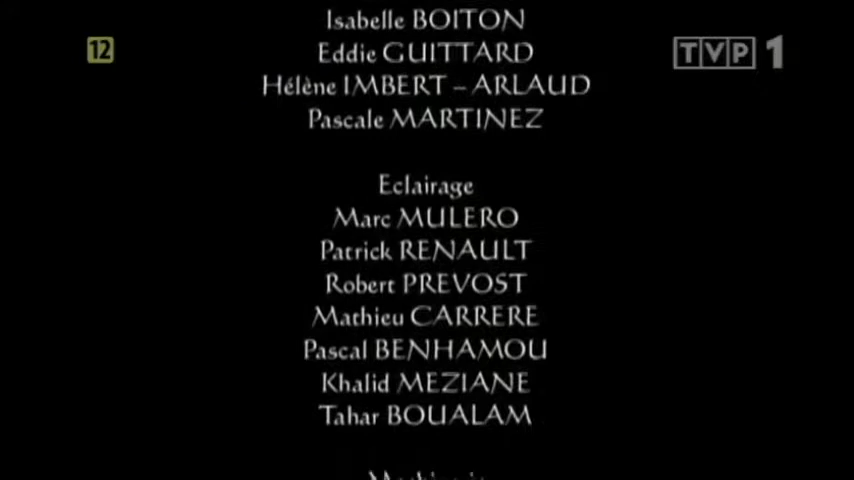 Isabelle BOITON
12
TVP 1
Eddie GUITTARD
Hélène IMBERT – ARLAUD
Pascale MARTINEZ
Eclairage
Marc MULERO
Patrick RENAULT
Robert PREVOST
Mathieu CARRERE
Pascal BENHAMOU
Khalid MEZIANE
Tahar BOUALAM